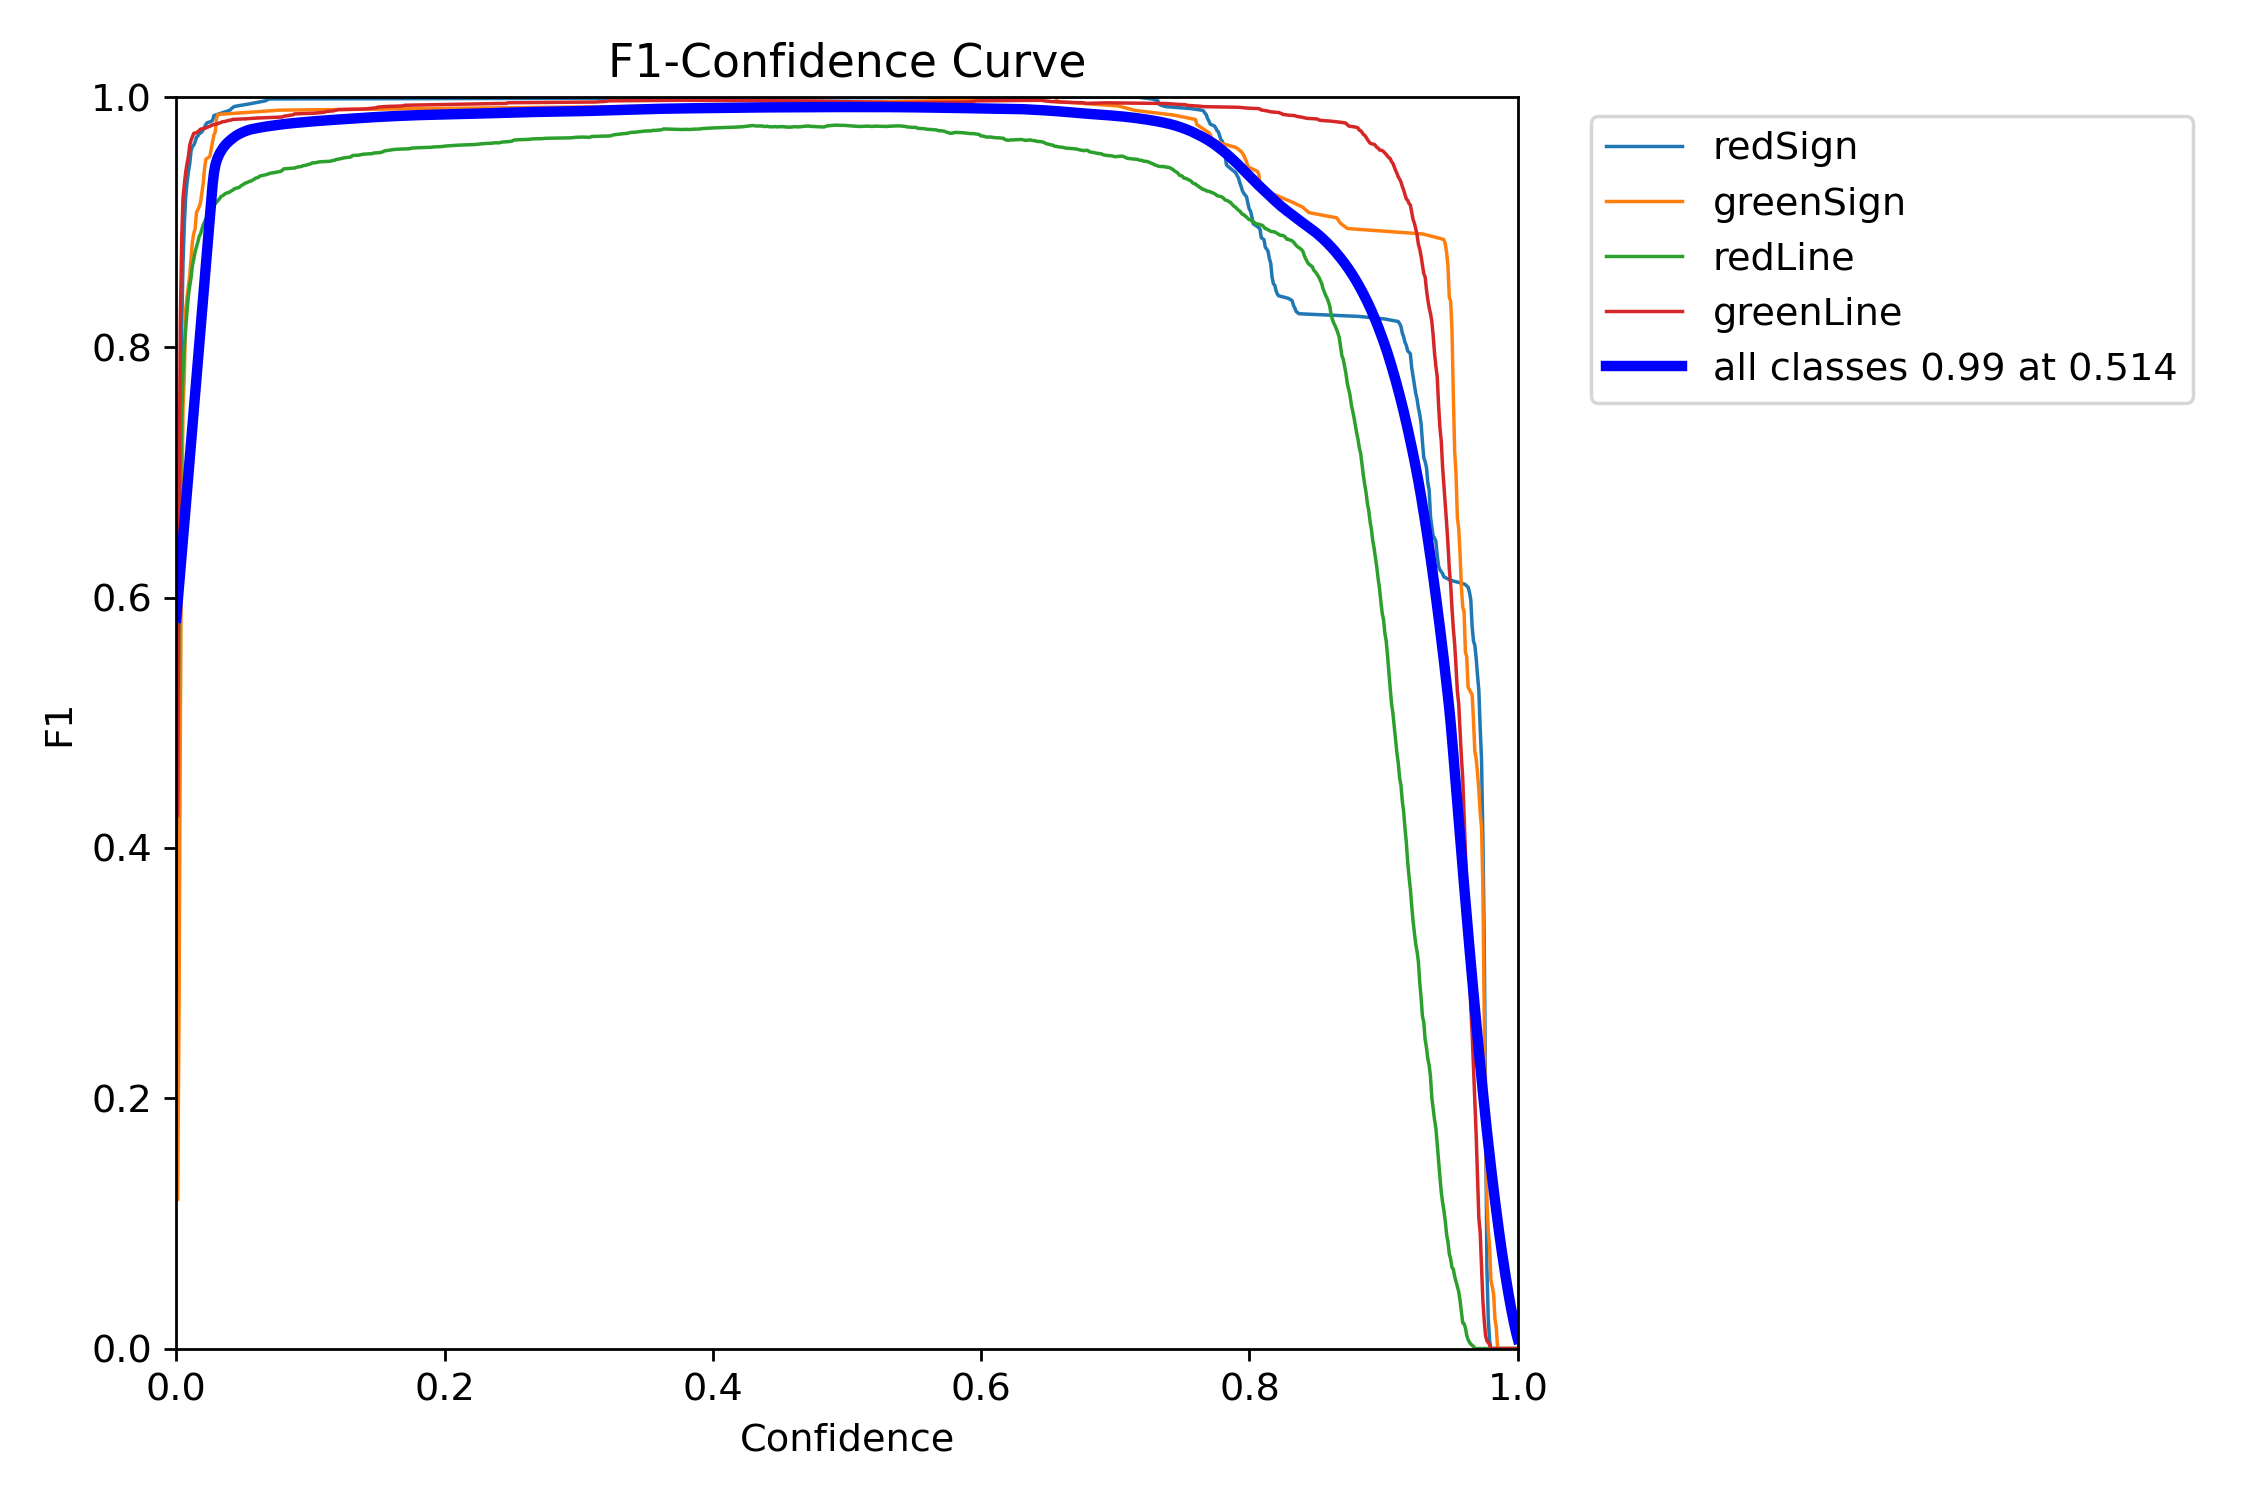 F1-Confidence Curve
1.0
0.8
0.6
0.4
0.2
0.0
F1
0.0 0.2 0.4 0.6 0.8 1.0
Confidence
redSign
greenSign
redLine
greenLine
all classes 0.99 at 0.514